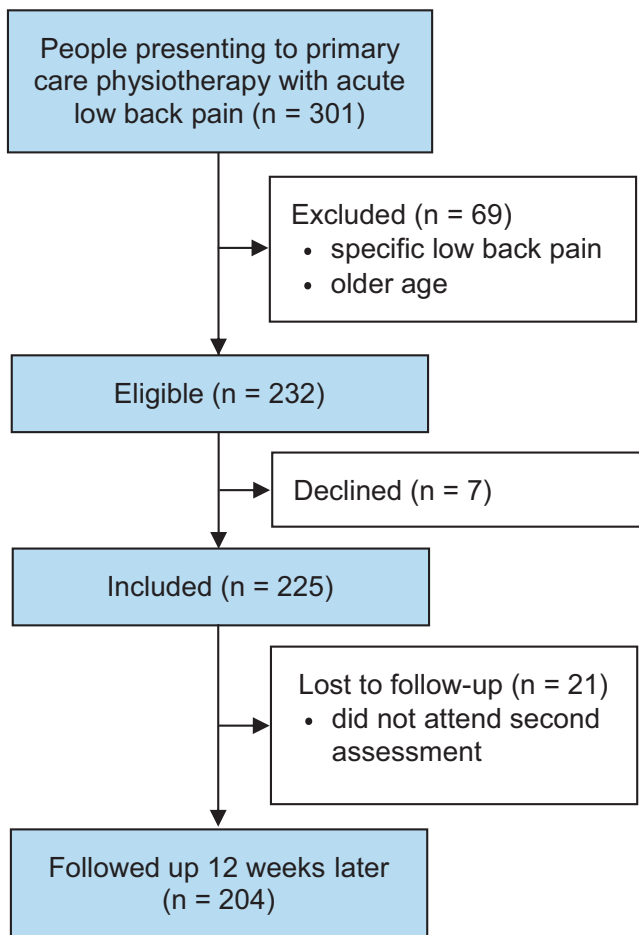 People presenting to primary
care physiotherapy with acute
low back pain (n = 301)
Excluded (n = 69)
• specific low back pain
• older age
Eligible (n = 232)
Declined (n = 7)
Included (n = 225)
Lost to follow-up (n = 21)
• did not attend second
assessment
Followed up 12 weeks later
(n = 204)